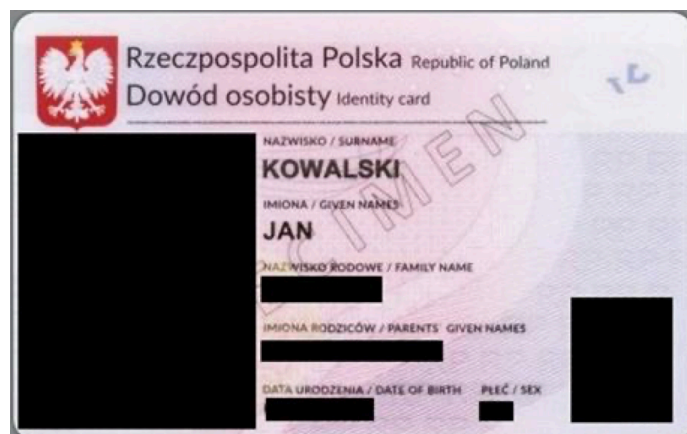 Rzeczpospolita Polska Republic of Poland
Dowód osobisty Identity card
NAZWISKO / SURNAME
KOWALSKI
IMIONA / GIVEN NAMES
JAN
NAZWISKO RODOWE / FAMILY NAME
IMIONA RODZICÓW / PARENTS' GIVEN NAMES
DATA URODZENIA / DATE OF BIRTH PŁEĆ / SEX